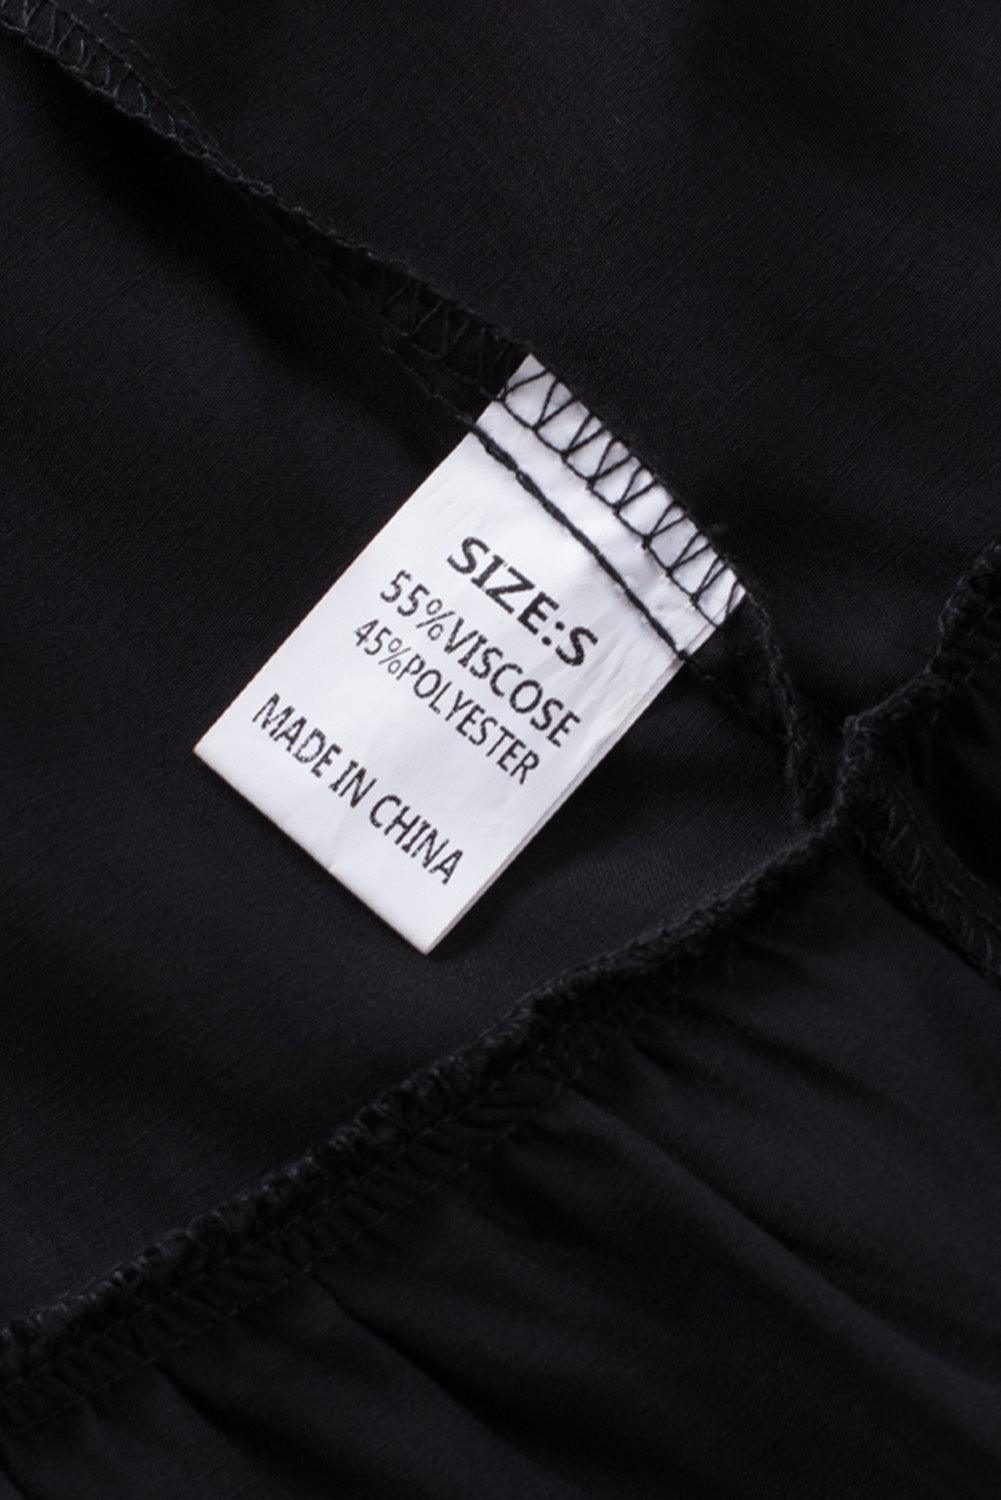 SIZE:S
55%VISCOSE
45%POLYESTER
MADE IN CHINA